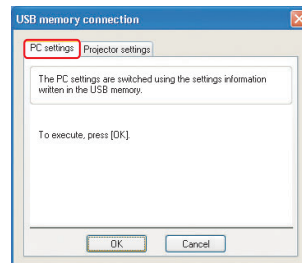 USB memory connection
PC settings Projector settings
The PC settings are switched using the settings information
written in the USB memory.
To execute, press [OK].
OK Cancel